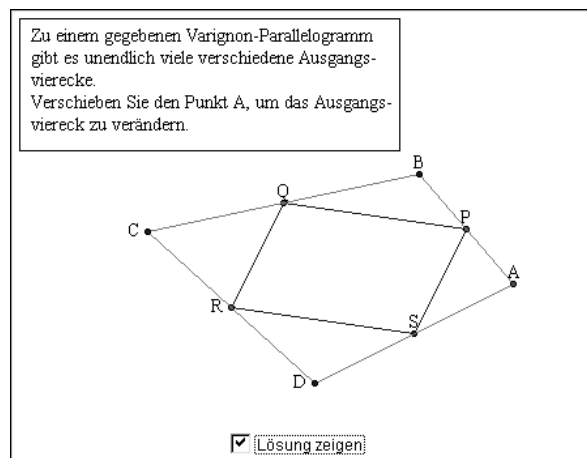 Zu einem gegebenen Varignon-Parallelogramm
gibt es unendlich viele verschiedene Ausgangs-
vierecke.
Verschieben Sie den Punkt A, um das Ausgangs-
viereck zu verändern.
B
Q
P
C
A
R
S
D
Lösung zeigen